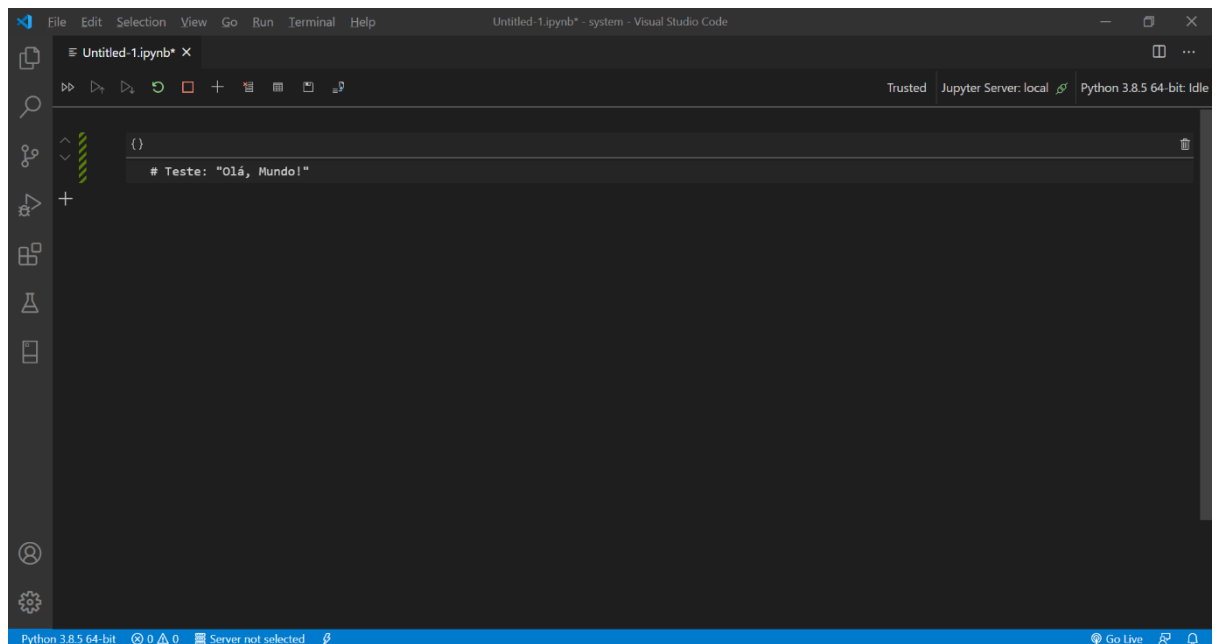 File Edit Selection View Go Run Terminal Help Untitled-1.ipynb* - system - Visual Studio Code
Untitled-1.ipynb*
Trusted Jupyter Server: local Python 3.8.5 64-bit: Idle
{}
# Teste: "Olá, Mundo!"
Python 3.8.5 64-bit 0 0 Server not selected Go Live